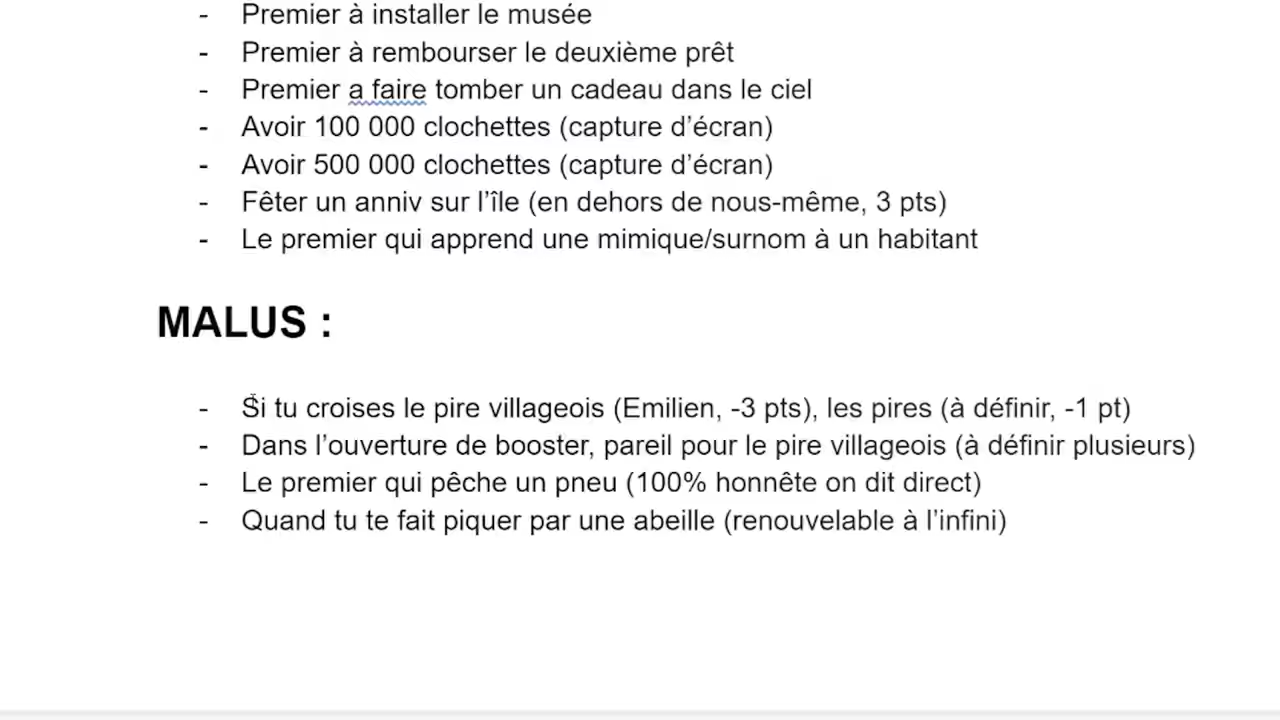 - Premier à installer le musée
- Premier à rembourser le deuxième prêt
- Premier a faire tomber un cadeau dans le ciel
- Avoir 100 000 clochettes (capture d’écran)
- Avoir 500 000 clochettes (capture d’écran)
- Fêter un anniv sur l’île (en dehors de nous-même, 3 pts)
- Le premier qui apprend une mimique/surnom à un habitant
MALUS :
- Si tu croises le pire villageois (Emilien, -3 pts), les pires (à définir, -1 pt)
- Dans l’ouverture de booster, pareil pour le pire villageois (à définir plusieurs)
- Le premier qui pêche un pneu (100% honnête on dit direct)
- Quand tu te fait piquer par une abeille (renouvelable à l’infini)